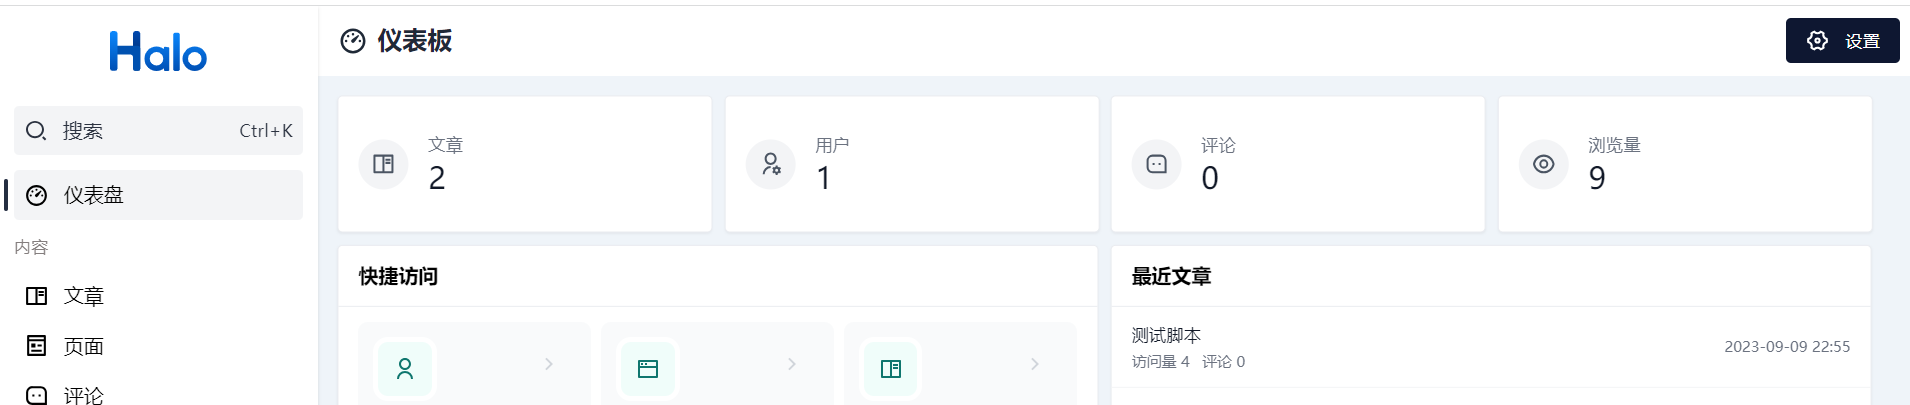 Halo
搜索 Ctrl+K
仪表盘
内容
文章
页面
评论
仪表板
设置
文章
2
用户
1
评论
0
浏览量
9
快捷访问
最近文章
测试脚本
访问量 4 评论 0
2023-09-09 22:55